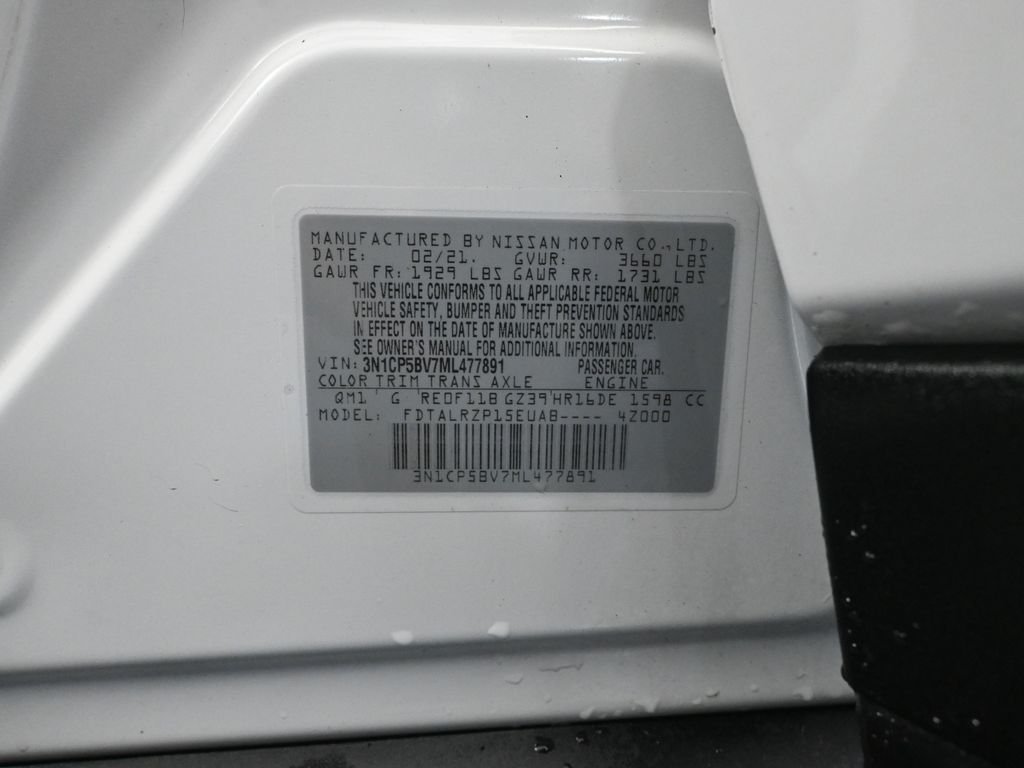 MANUFACTURED BY NISSAN MOTOR CO., LTD.
DATE: 02/21. GVWR: 3660 LBS
GAWR FR: 1929 LBS GAWR RR: 1731 LBS
THIS VEHICLE CONFORMS TO ALL APPLICABLE FEDERAL MOTOR
VEHICLE SAFETY, BUMPER AND THEFT PREVENTION STANDARDS
IN EFFECT ON THE DATE OF MANUFACTURE SHOWN ABOVE.
SEE OWNER'S MANUAL FOR ADDITIONAL INFORMATION.
VIN: 3N1CP5BV7ML477891 PASSENGER CAR.
COLOR TRIM TRANS AXLE ENGINE
QM1 G RE0F11B GZ39 HR16DE 1598 CC
MODEL: FDTALRZP15EUAB---- 4Z000
3N1CP5BV7ML477891